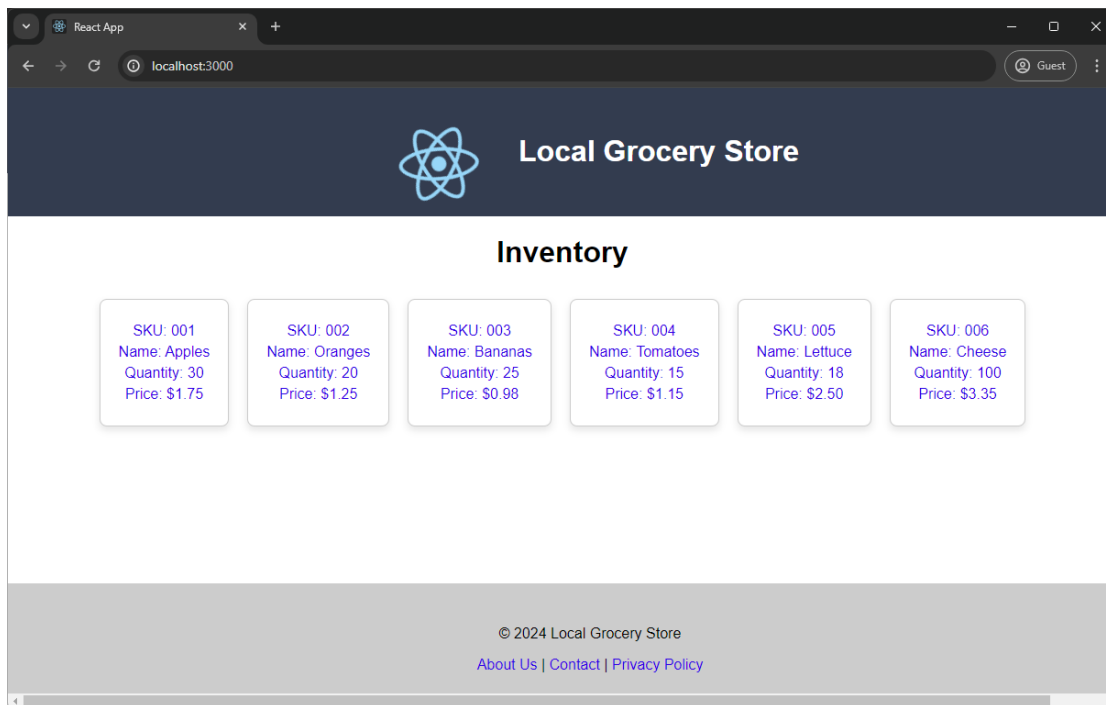 React App
localhost:3000
Guest
Local Grocery Store
Inventory
SKU: 001
Name: Apples
Quantity: 30
Price: $1.75
SKU: 002
Name: Oranges
Quantity: 20
Price: $1.25
SKU: 003
Name: Bananas
Quantity: 25
Price: $0.98
SKU: 004
Name: Tomatoes
Quantity: 15
Price: $1.15
SKU: 005
Name: Lettuce
Quantity: 18
Price: $2.50
SKU: 006
Name: Cheese
Quantity: 100
Price: $3.35
© 2024 Local Grocery Store
About Us | Contact | Privacy Policy